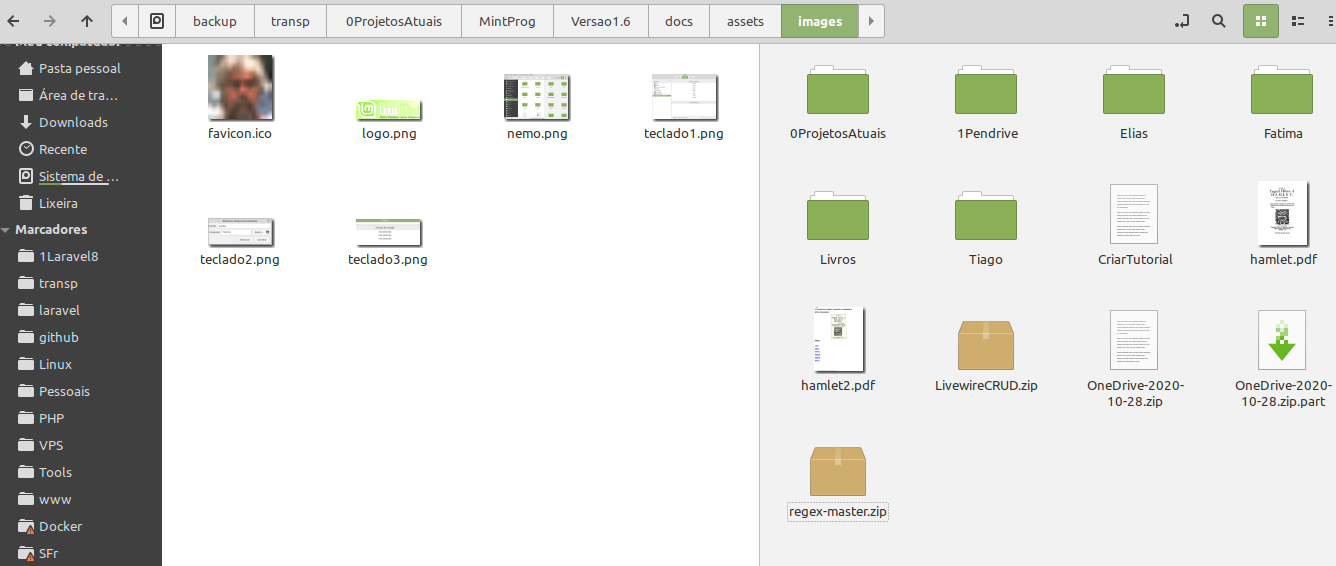 backup
transp
0ProjetosAtuais
MintProg
Versao1.6
docs
assets
images
Pasta pessoal
Área de tra…
Downloads
Recente
Sistema de …
Lixeira
Marcadores
1Laravel8
transp
laravel
github
Linux
Pessoais
PHP
VPS
Tools
www
Docker
SFr
favicon.ico
logo.png
nemo.png
teclado1.png
teclado2.png
teclado3.png
0ProjetosAtuais
1Pendrive
Elias
Fatima
Livros
Tiago
CriarTutorial
hamlet.pdf
hamlet2.pdf
LivewireCRUD.zip
OneDrive-2020-
10-28.zip
OneDrive-2020-
10-28.zip.part
regex-master.zip